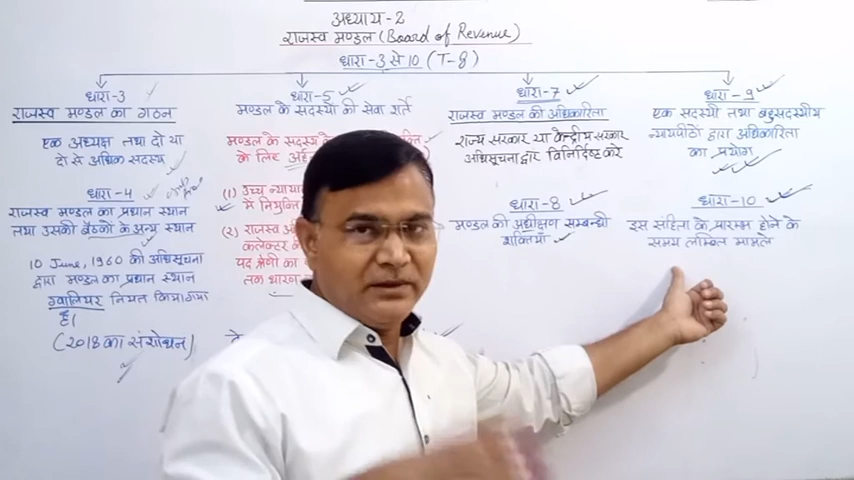 अध्याय-2
राजस्व मण्डल (Board of Revenue)
धारा-3 से 10 (T-8)
धारा-3
राजस्व मण्डल का गठन
एक अध्यक्ष तथा दो या
दो से अधिक सदस्य
धारा-4
राजस्व मण्डल का प्रधान स्थान
तथा उसकी बैठकों के अन्य स्थान
10 June, 1960 की अधिसूचना
द्वारा मण्डल का प्रधान स्थान
ग्वालियर नियत किया गया
है।
(2018 का संशोधन)
धारा-5
मण्डल के सदस्यों की सेवा शर्ते
मण्डल के सदस्य
के लिए
(1) उच्च
में नियुक्ति
(2) राजस्व
कलेक्टर
पद श्रेणी का
तक धारण
धारा-7
राजस्व मण्डल की अधिकारिता
राज्य सरकार या केन्द्रीय सरकार
अधिसूचना द्वार विनिर्दिष्ट करे
धारा-8
मण्डल की अधीक्षण सम्बन्धी
शक्तियाँ
धारा-9
एक सदस्यी तथा बहुसदस्यीय
न्यायपीठों द्वारा अधिकारिता
का प्रयोग
धारा-10
इस संहिता के प्रारम्भ होने के
समय लम्बित मामले